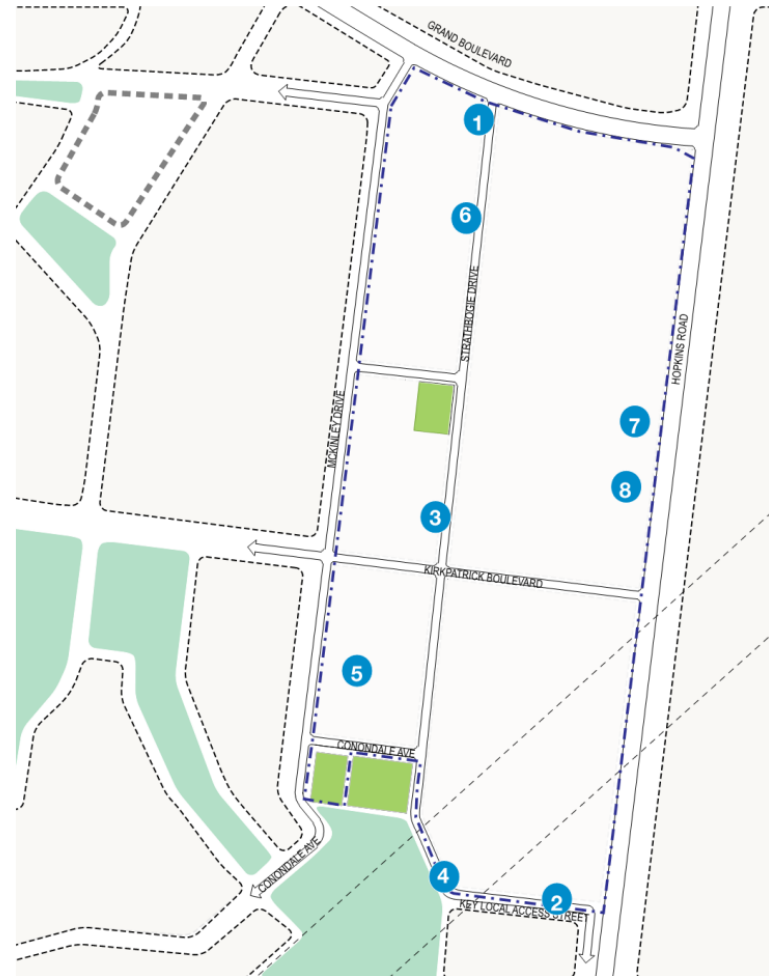 GRAND BOULEVARD
1
6
STRATHBOGIE DRIVE
HOPKINS ROAD
MCKINLEY DRIVE
7
8
3
KIRKPATRICK BOULEVARD
5
CONONDALE AVE
CONONDALE AVE
4
2
KEY LOCAL ACCESS STREET